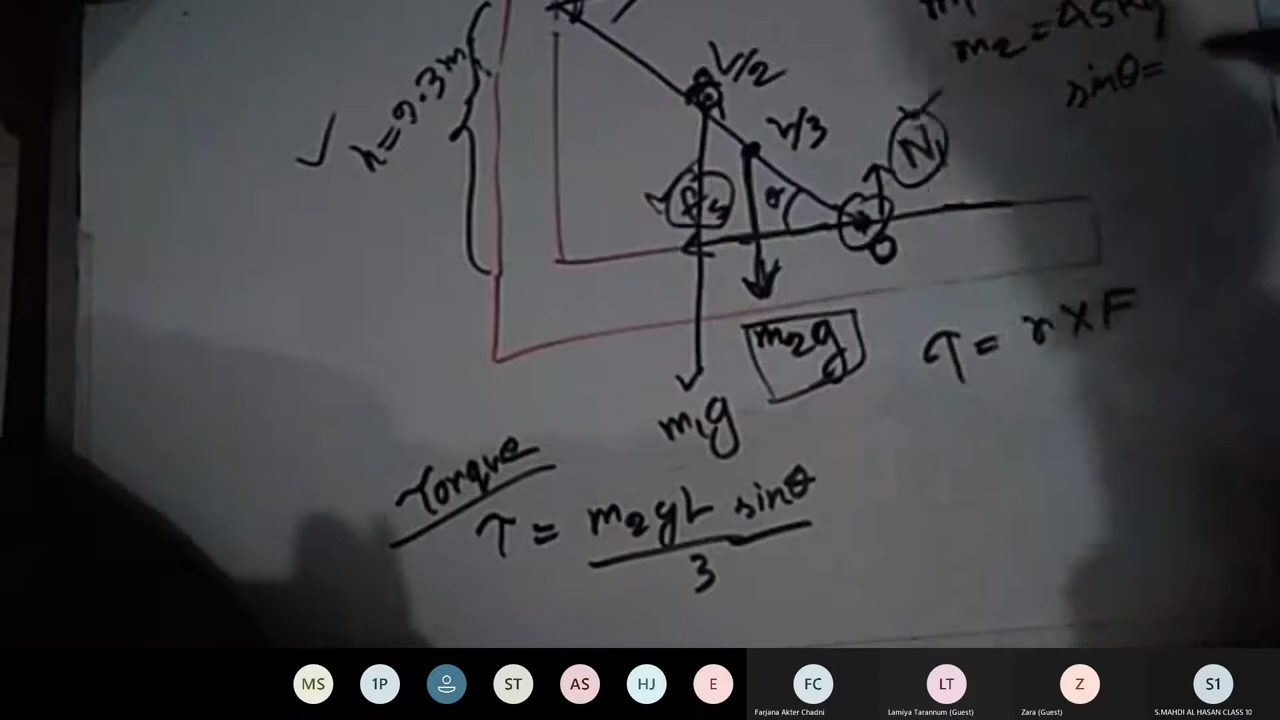 m2 = 45kg
sinθ=
L/2
h=9.3m
L/3
N1
fs
θ
O
m2g
τ = r×F
m1g
Torque
τ = m2gL sinθ
3
MS
1P
ST
AS
HJ
E
FC
LT
Z
S1
Farjana Akter Chadni
Lamiya Tarannum (Guest)
Zara (Guest)
S.MAHDI AL HASAN CLASS 10